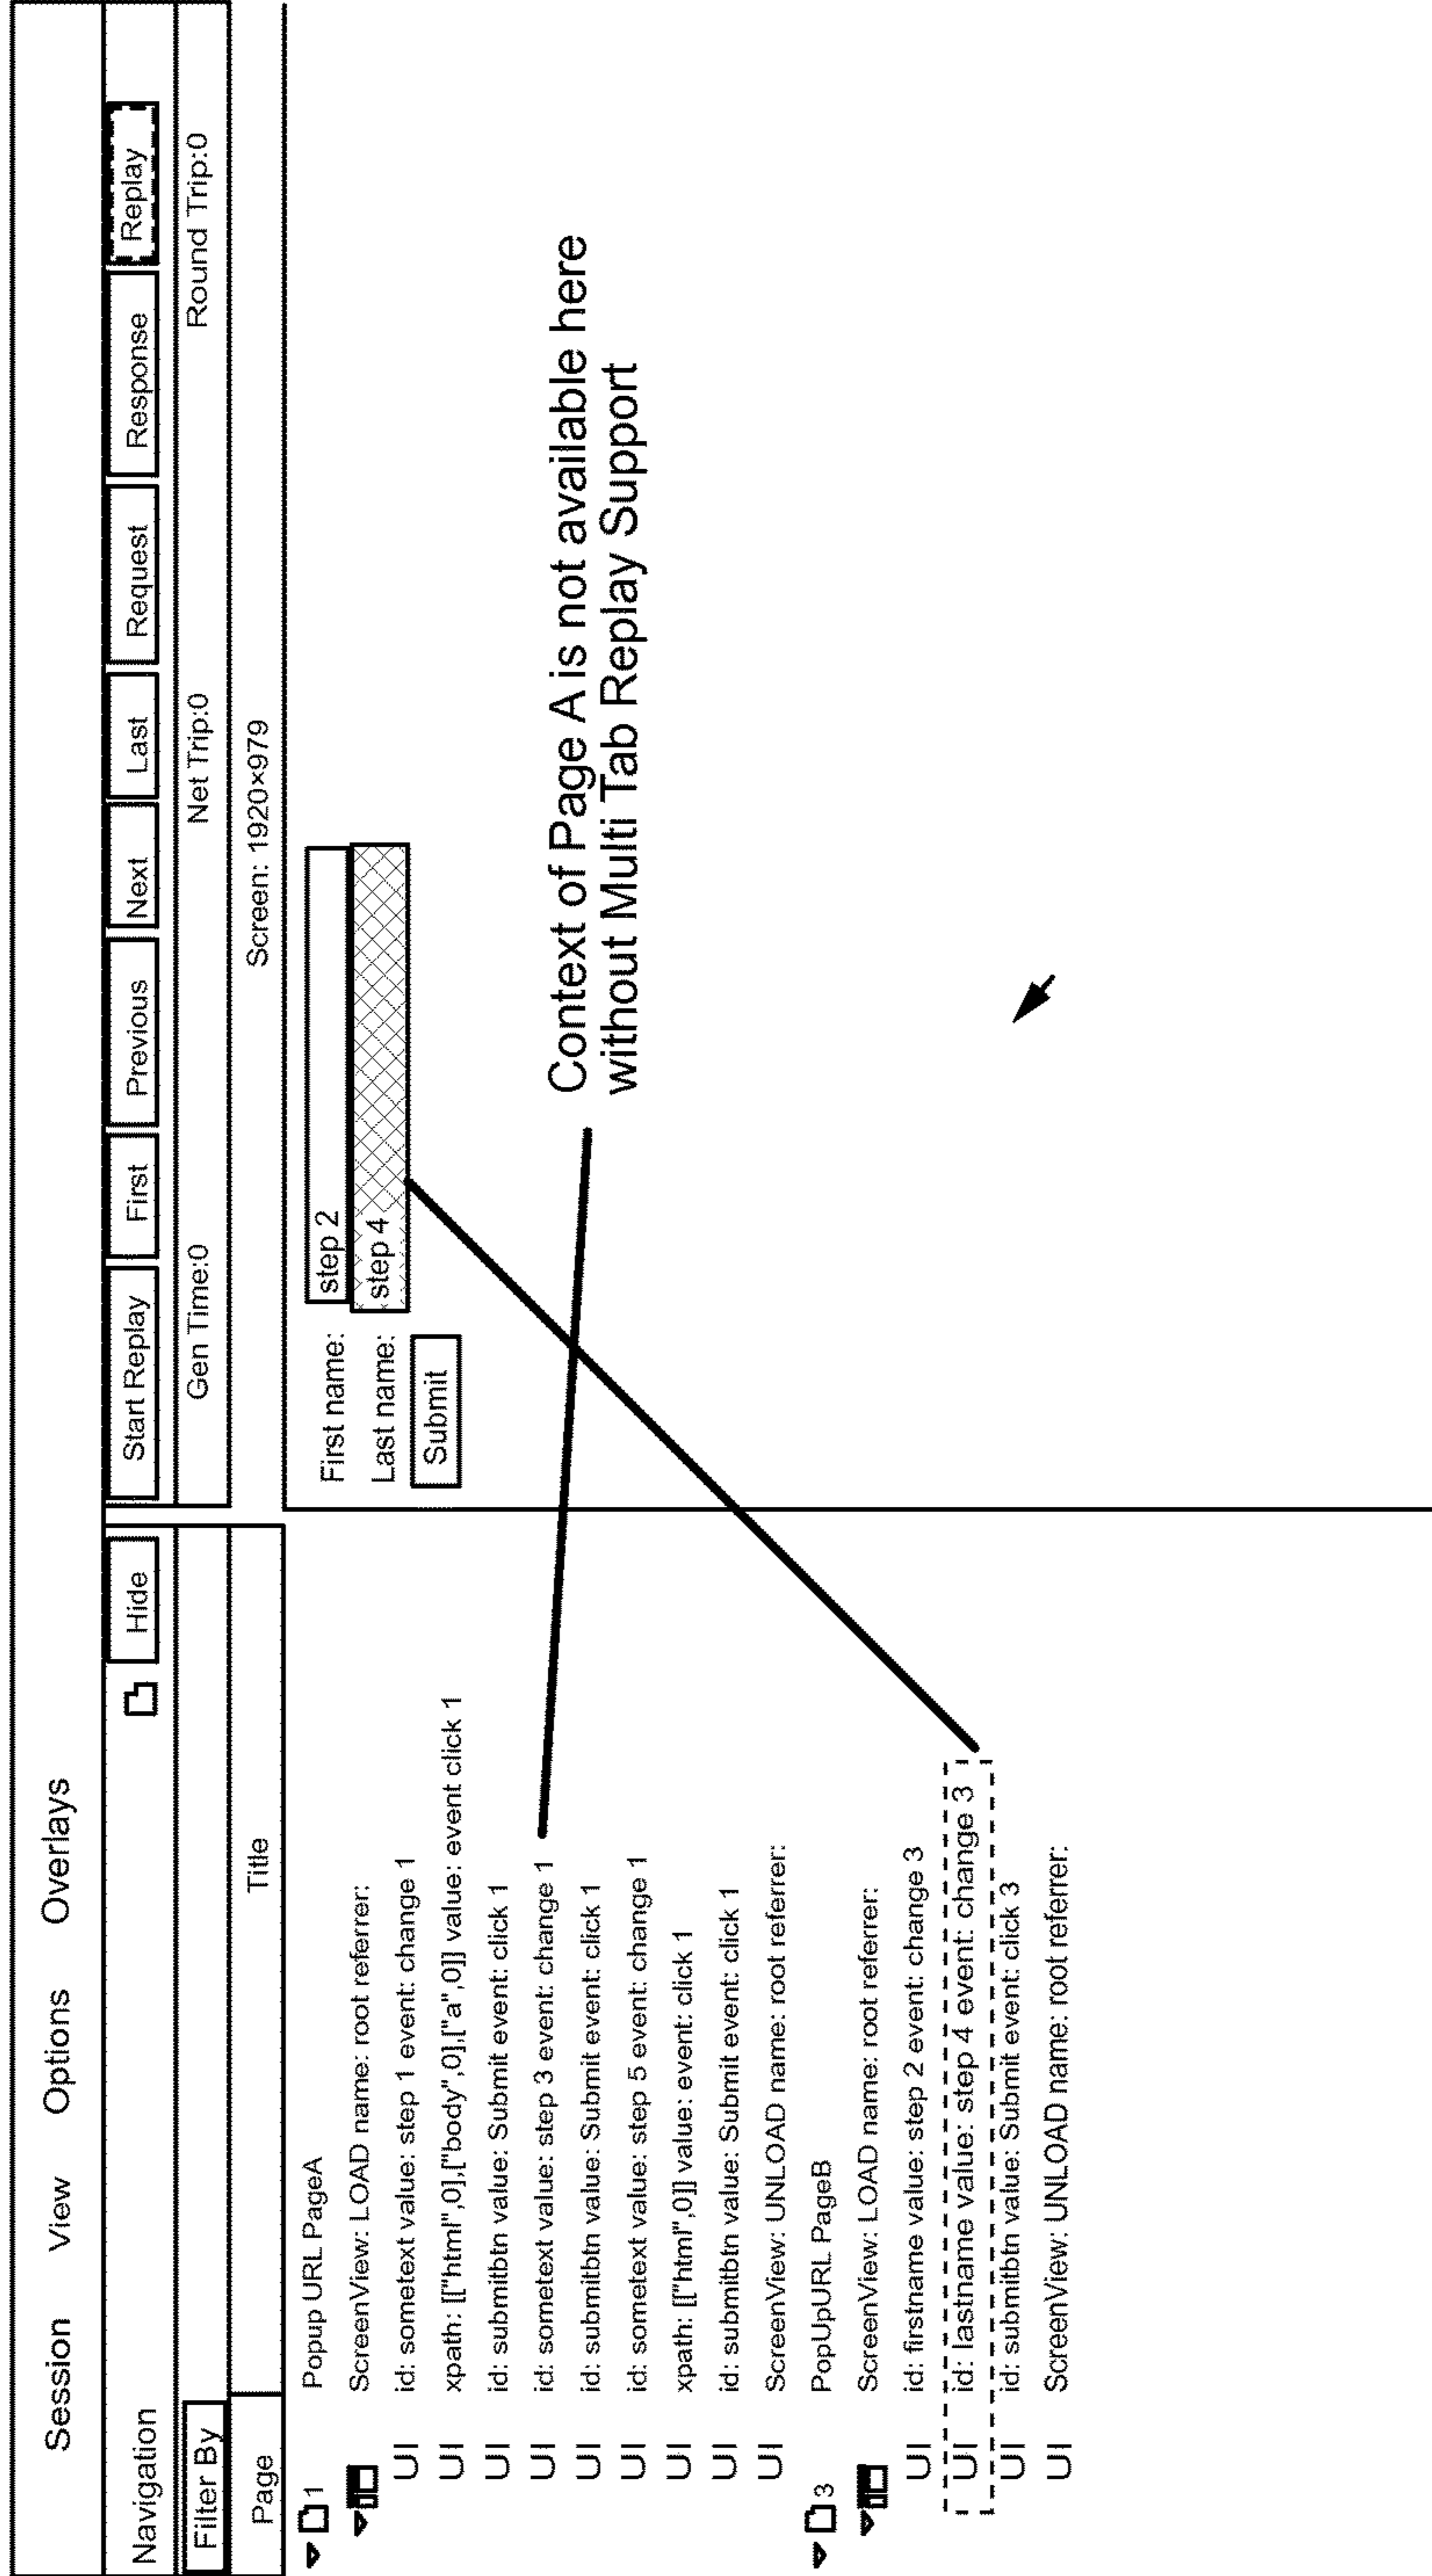 Session View Options Overlays
Navigation Hide Start Replay First Previous Next Last Request Response Replay
Filter By Gen Time:0 Net Trip:0 Round Trip:0
Page Title Screen: 1920×979
1 Popup URL PageA
ScreenView: LOAD name: root referrer:
UI id: sometext value: step 1 event: change 1
UI xpath: [["html",0],["body",0],["a",0]] value: event click 1
UI id: submitbtn value: Submit event: click 1
UI id: sometext value: step 3 event: change 1
UI id: submitbtn value: Submit event: click 1
UI id: sometext value: step 5 event: change 1
UI xpath: [["html",0]] value: event: click 1
UI id: submitbtn value: Submit event: click 1
UI ScreenView: UNLOAD name: root referrer:
3 PopUpURL PageB
ScreenView: LOAD name: root referrer:
UI id: firstname value: step 2 event: change 3
UI id: lastname value: step 4 event: change 3
UI id: submitbtn value: Submit event: click 3
UI ScreenView: UNLOAD name: root referrer:
First name: step 2
Last name: step 4
Submit
Context of Page A is not available here
without Multi Tab Replay Support